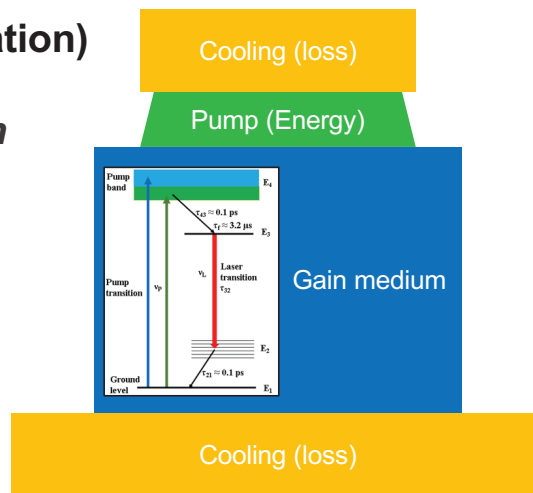 ation)
n
Cooling (loss)
Pump (Energy)
Gain medium
Pump
band
E₄
τ₄₃ ≈ 0.1 ps
τf ≈ 3.2 μs
E₃
Pump
transition
νP
νL
Laser
transition
τ₃₂
E₂
τ₂₁ ≈ 0.1 ps
Ground
level
E₁
Cooling (loss)